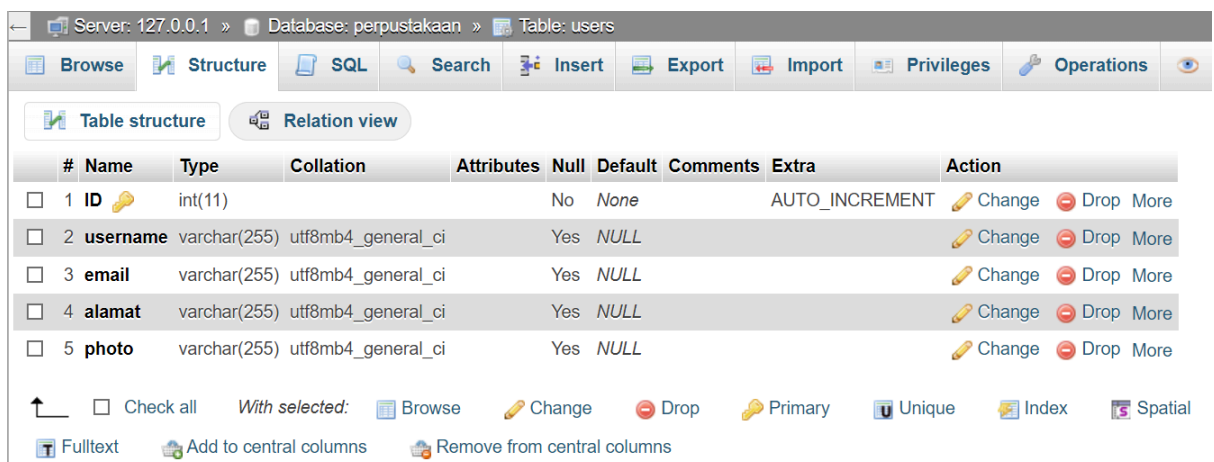 ← Server: 127.0.0.1 » Database: perpustakaan » Table: users
Browse Structure SQL Search Insert Export Import Privileges Operations
Table structure Relation view
# Name Type Collation Attributes Null Default Comments Extra Action
1 ID int(11) No None AUTO_INCREMENT Change Drop More
2 username varchar(255) utf8mb4_general_ci Yes NULL Change Drop More
3 email varchar(255) utf8mb4_general_ci Yes NULL Change Drop More
4 alamat varchar(255) utf8mb4_general_ci Yes NULL Change Drop More
5 photo varchar(255) utf8mb4_general_ci Yes NULL Change Drop More
Check all With selected: Browse Change Drop Primary Unique Index Spatial
Fulltext Add to central columns Remove from central columns